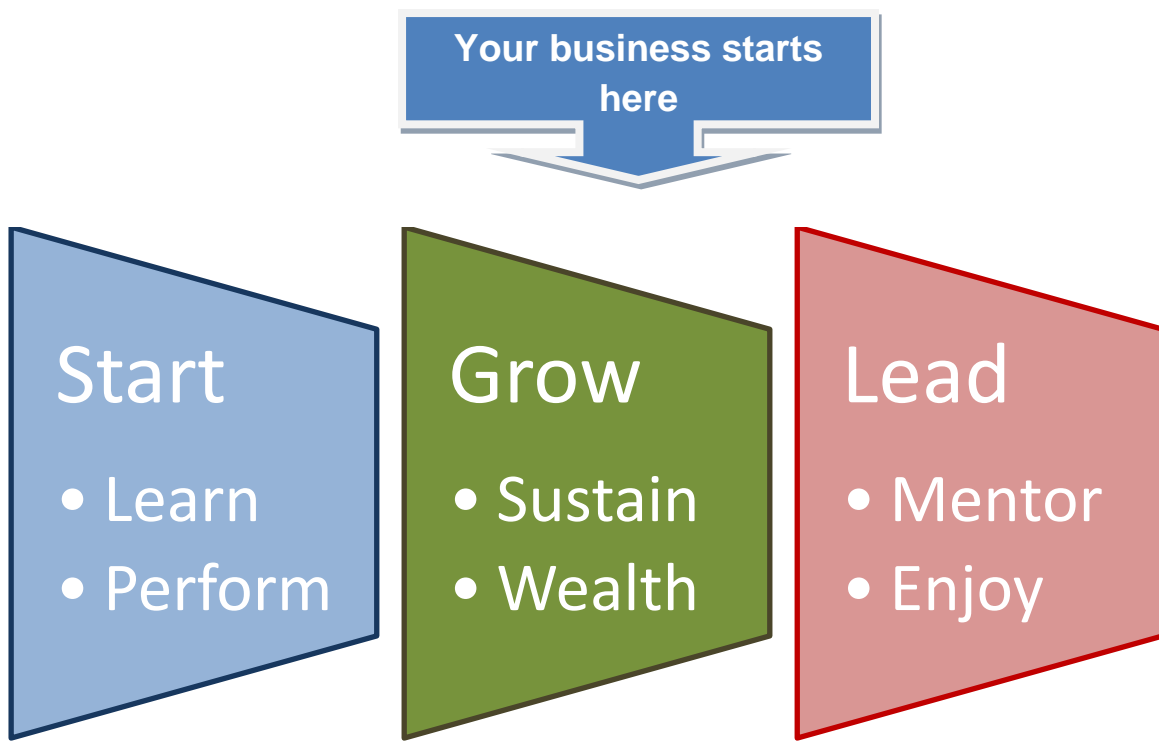 Your business starts
here
Start
• Learn
• Perform
Grow
• Sustain
• Wealth
Lead
• Mentor
• Enjoy